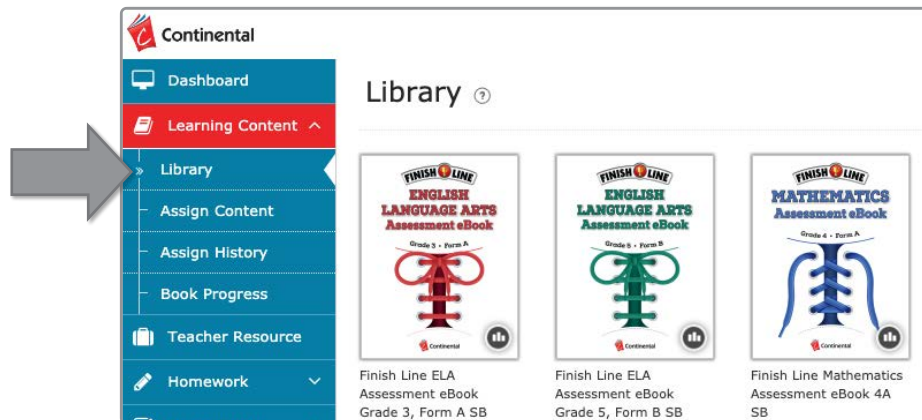 Continental
Dashboard
Learning Content
Library
Assign Content
Assign History
Book Progress
Teacher Resource
Homework
Library
FINISH LINE
ENGLISH
LANGUAGE ARTS
Assessment eBook
Grade 3 • Form A
Continental
Finish Line ELA
Assessment eBook
Grade 3, Form A SB
FINISH LINE
ENGLISH
LANGUAGE ARTS
Assessment eBook
Grade 5 • Form B
Continental
Finish Line ELA
Assessment eBook
Grade 5, Form B SB
FINISH LINE
MATHEMATICS
Assessment eBook
Grade 4 • Form A
Continental
Finish Line Mathematics
Assessment eBook 4A
SB